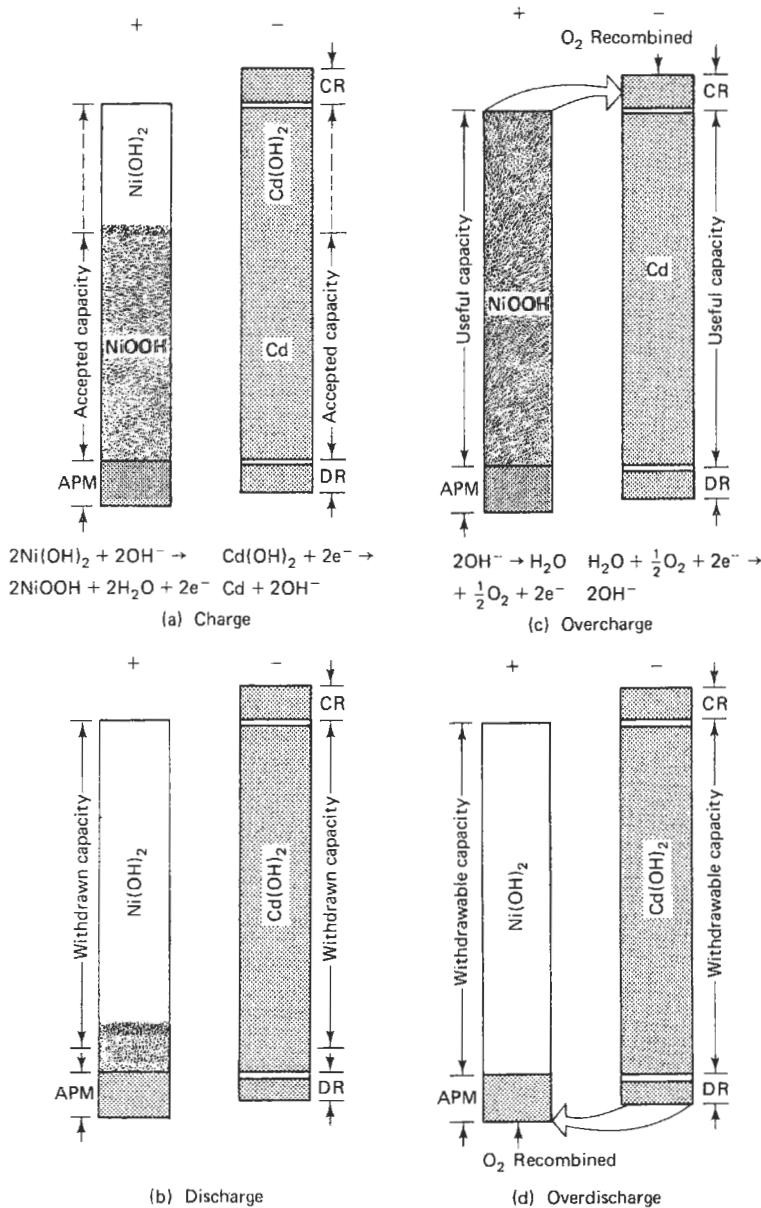 +
−
CR
Ni(OH)₂
Cd(OH)₂
Accepted capacity
NiOOH
Cd
Accepted capacity
APM
DR
2Ni(OH)₂ + 2OH⁻ →
2NiOOH + 2H₂O + 2e⁻
Cd(OH)₂ + 2e⁻ →
Cd + 2OH⁻
(a) Charge
+
−
O₂ Recombined
CR
Useful capacity
NiOOH
Cd
Useful capacity
APM
DR
2OH⁻ → H₂O
+ ½O₂ + 2e⁻
H₂O + ½O₂ + 2e⁻ →
2OH⁻
(c) Overcharge
+
−
CR
Withdrawn capacity
Ni(OH)₂
Cd(OH)₂
Withdrawn capacity
APM
DR
(b) Discharge
+
−
CR
Withdrawable capacity
Ni(OH)₂
Cd(OH)₂
Withdrawable capacity
APM
DR
O₂ Recombined
(d) Overdischarge